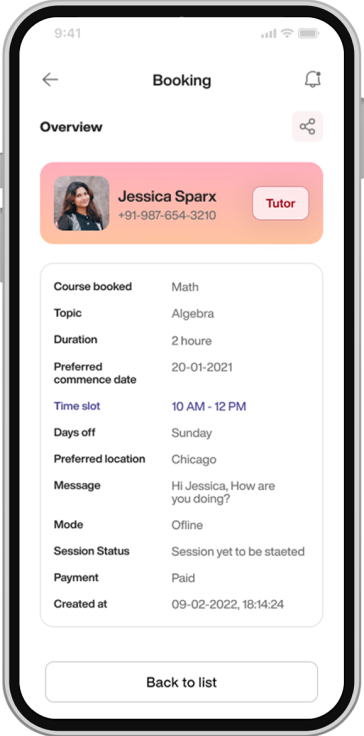 9:41
Booking
Overview
Jessica Sparx
+91-987-654-3210
Tutor
Course booked Math
Topic Algebra
Duration 2 houre
Preferred commence date 20-01-2021
Time slot 10 AM - 12 PM
Days off Sunday
Preferred location Chicago
Message Hi Jessica, How are
you doing?
Mode Ofline
Session Status Session yet to be staeted
Payment Paid
Created at 09-02-2022, 18:14:24
Back to list